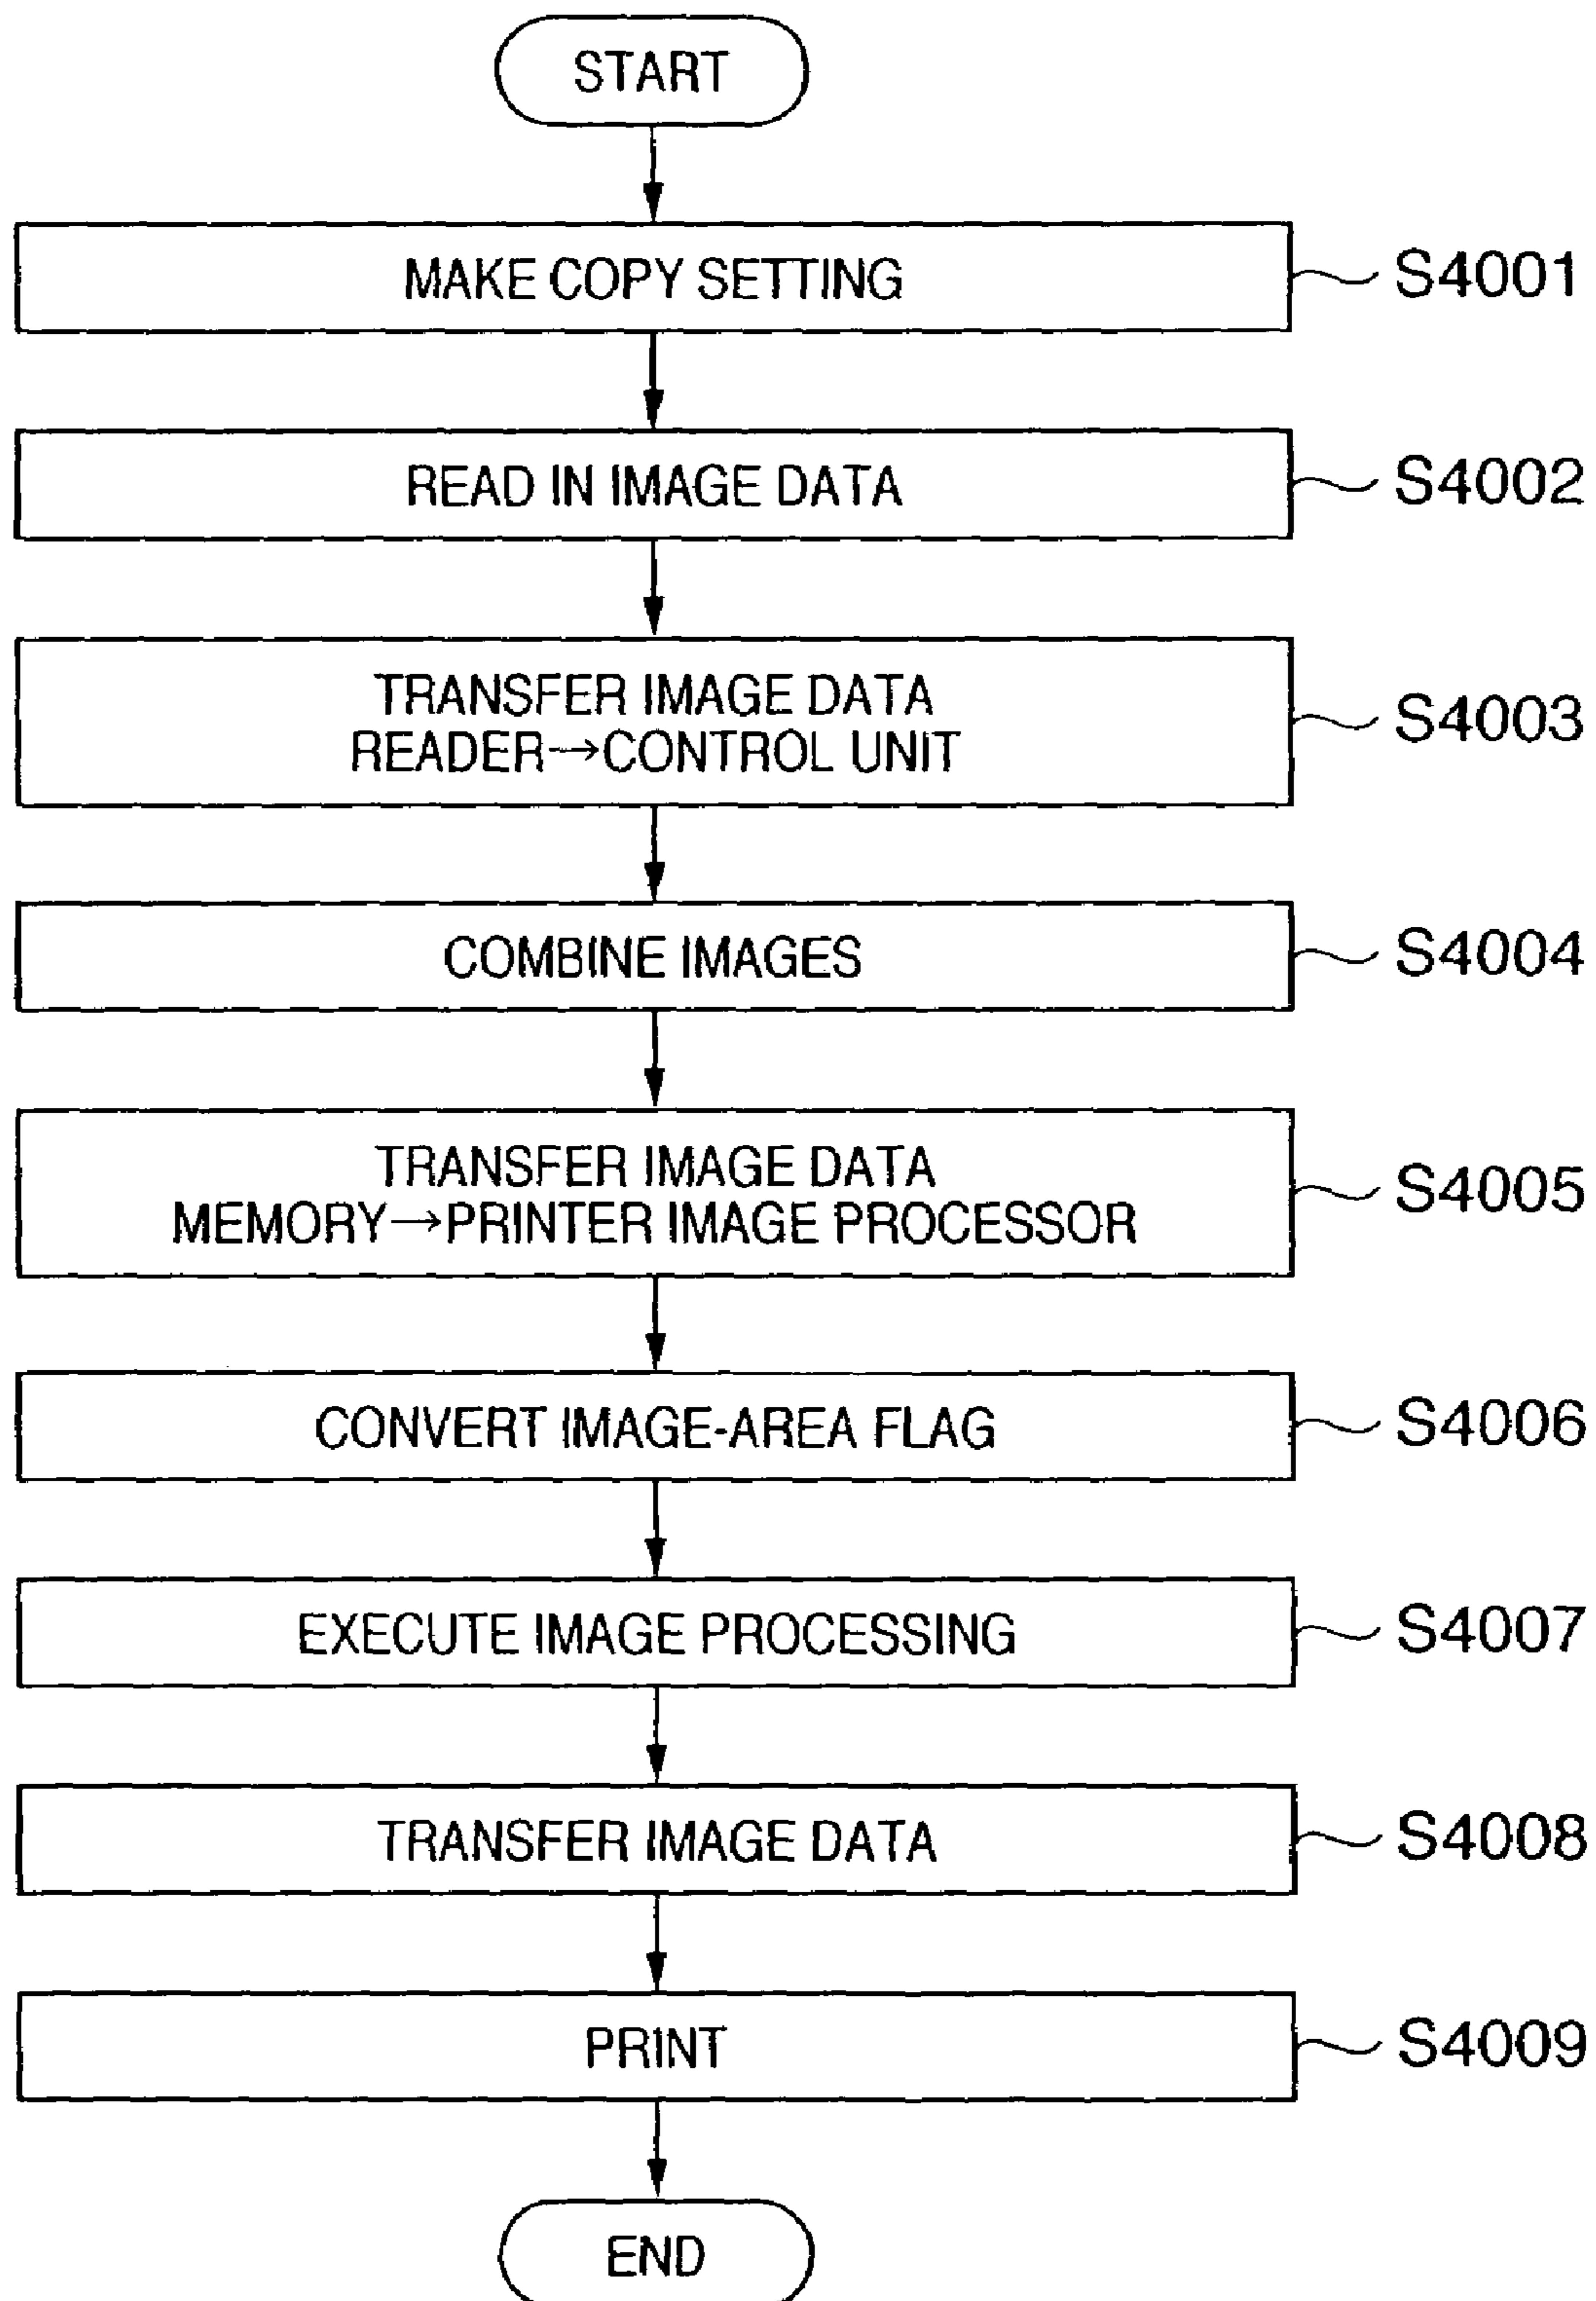 START
MAKE COPY SETTING
S4001
READ IN IMAGE DATA
S4002
TRANSFER IMAGE DATA
READER→CONTROL UNIT
S4003
COMBINE IMAGES
S4004
TRANSFER IMAGE DATA
MEMORY→PRINTER IMAGE PROCESSOR
S4005
CONVERT IMAGE-AREA FLAG
S4006
EXECUTE IMAGE PROCESSING
S4007
TRANSFER IMAGE DATA
S4008
PRINT
S4009
END